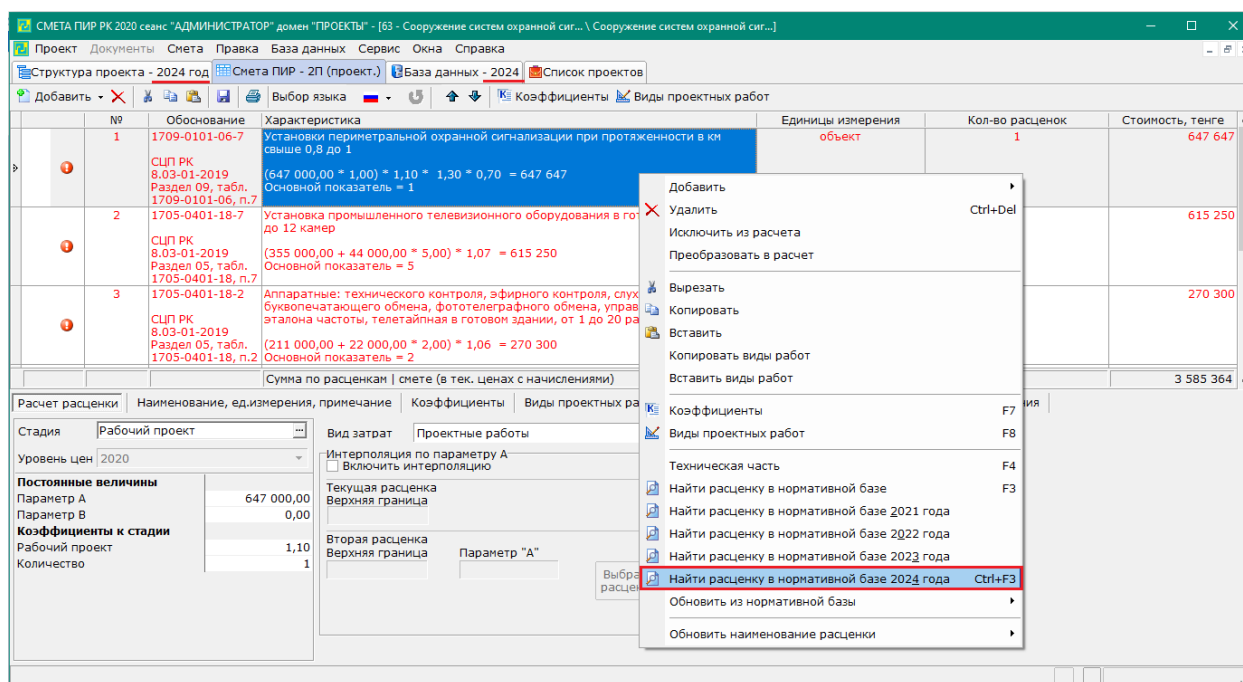 СМЕТА ПИР РК 2020 сеанс "АДМИНИСТРАТОР" домен "ПРОЕКТЫ" - [63 - Сооружение систем охранной сиг... \ Сооружение систем охранной сиг...]
Проект Документы Смета Правка База данных Сервис Окна Справка
Структура проекта - 2024 год Смета ПИР - 2П (проект.) База данных - 2024 Список проектов
Добавить Выбор языка Коэффициенты Виды проектных работ
№ Обоснование Характеристика Единицы измерения Кол-во расценок Стоимость, тенге
1 1709-0101-06-7 Установки периметральной охранной сигнализации при протяженности в км объект 1 647 647
свыше 0,8 до 1
СЦП РК
8.03-01-2019 (647 000,00 * 1,00) * 1,10 * 1,30 * 0,70 = 647 647
Раздел 09, табл. Основной показатель = 1
1709-0101-06, п.7
2 1705-0401-18-7 Установка промышленного телевизионного оборудования в гот 615 250
до 12 камер
СЦП РК
8.03-01-2019 (355 000,00 + 44 000,00 * 5,00) * 1,07 = 615 250
Раздел 05, табл. Основной показатель = 5
1705-0401-18, п.7
3 1705-0401-18-2 Аппаратные: технического контроля, эфирного контроля, слух 270 300
буквопечатающего обмена, фототелеграфного обмена, управ
СЦП РК эталона частоты, телетайпная в готовом здании, от 1 до 20 ра
8.03-01-2019
Раздел 05, табл. (211 000,00 + 22 000,00 * 2,00) * 1,06 = 270 300
1705-0401-18, п.2 Основной показатель = 2
Сумма по расценкам | смете (в тек. ценах с начислениями) 3 585 364
Расчет расценки Наименование, ед.измерения, примечание Коэффициенты Виды проектных ра ия
Стадия Рабочий проект ...
Уровень цен 2020
Постоянные величины
Параметр А 647 000,00
Параметр В 0,00
Коэффициенты к стадии
Рабочий проект 1,10
Количество 1
Вид затрат Проектные работы
Интерполяция по параметру А
Включить интерполяцию
Текущая расценка
Верхняя граница
Вторая расценка
Верхняя граница Параметр "А"
Выбра
расце
Добавить
Удалить Ctrl+Del
Исключить из расчета
Преобразовать в расчет
Вырезать
Копировать
Вставить
Копировать виды работ
Вставить виды работ
Коэффициенты F7
Виды проектных работ F8
Техническая часть F4
Найти расценку в нормативной базе F3
Найти расценку в нормативной базе 2021 года
Найти расценку в нормативной базе 2022 года
Найти расценку в нормативной базе 2023 года
Найти расценку в нормативной базе 2024 года Ctrl+F3
Обновить из нормативной базы
Обновить наименование расценки